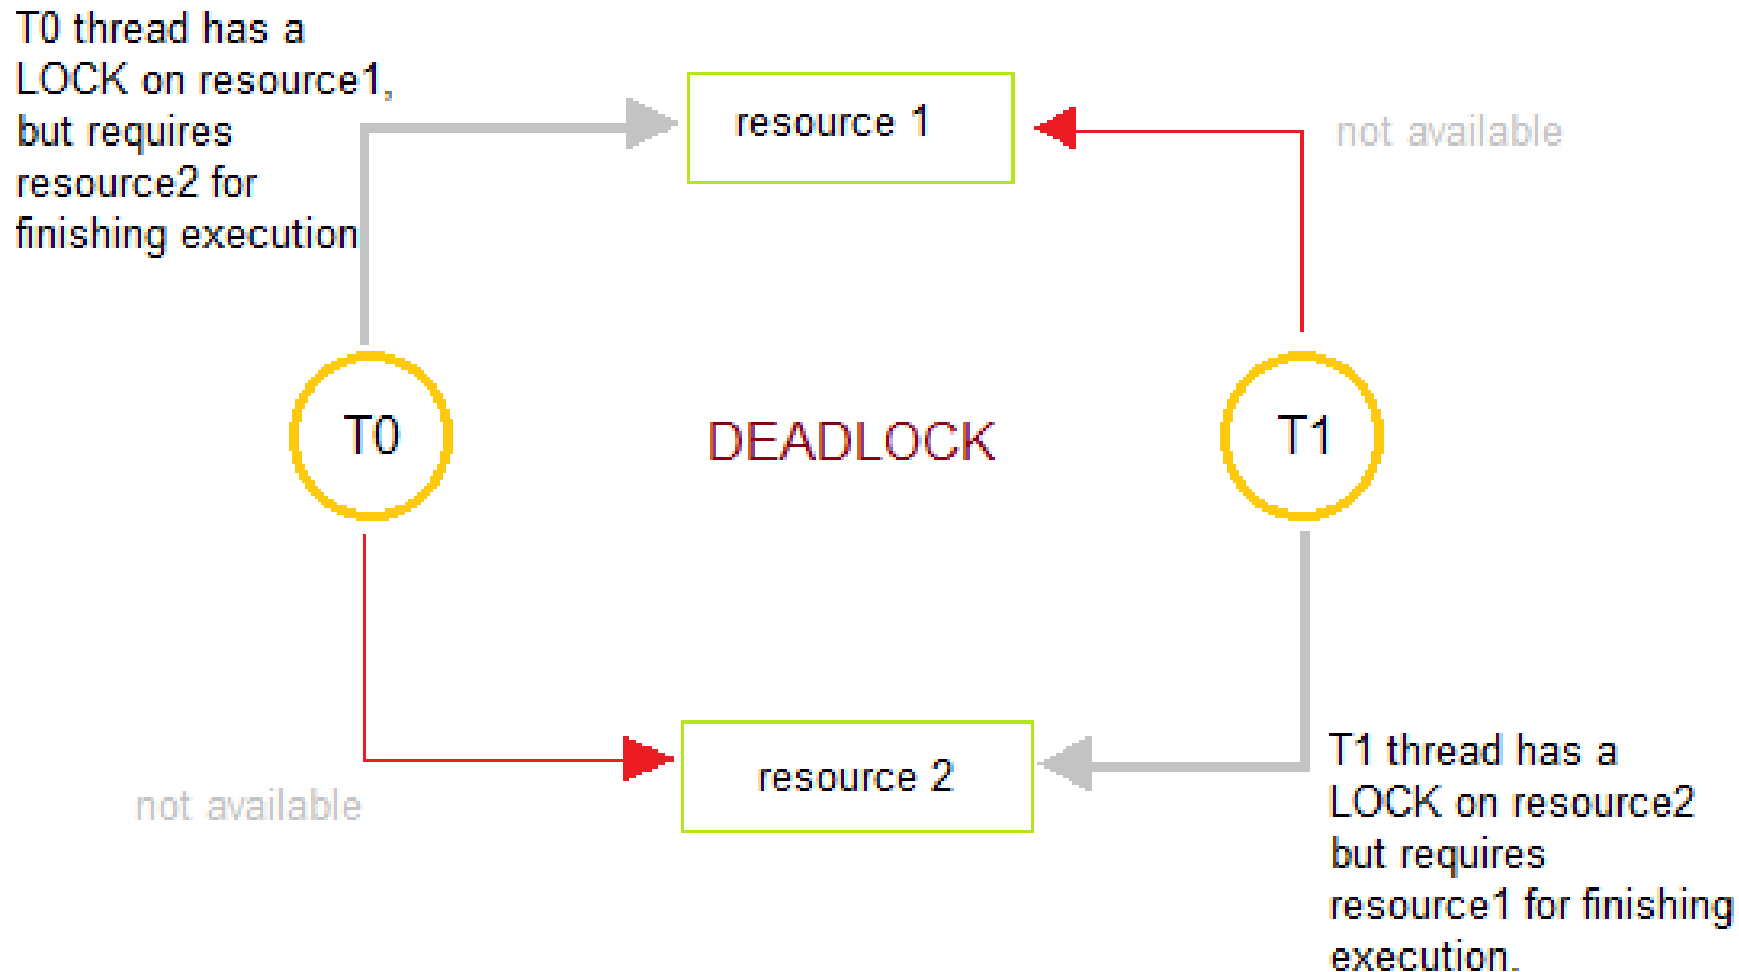 T0 thread has a
LOCK on resource1,
but requires
resource2 for
finishing execution
resource 1
not available
T0
DEADLOCK
T1
resource 2
not available
T1 thread has a
LOCK on resource2
but requires
resource1 for finishing
execution.